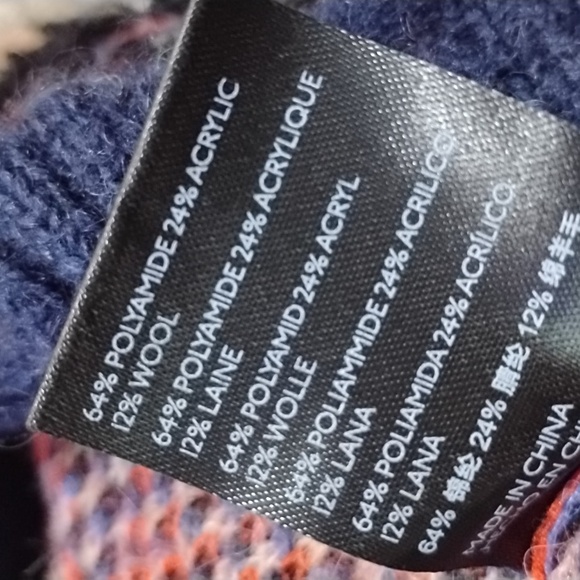 64% POLYAMIDE 24% ACRYLIC
12% WOOL
64% POLYAMIDE 24% ACRYLIQUE
12% LAINE
64% POLYAMID 24% ACRYL
12% WOLLE
64% POLIAMMIDE 24% ACRILICO
12% LANA
64% POLIAMIDA 24% ACRÍLICO.
12% LANA
64% 锦纶 24% 腈纶 12% 绵羊毛
MADE IN CHINA
EN